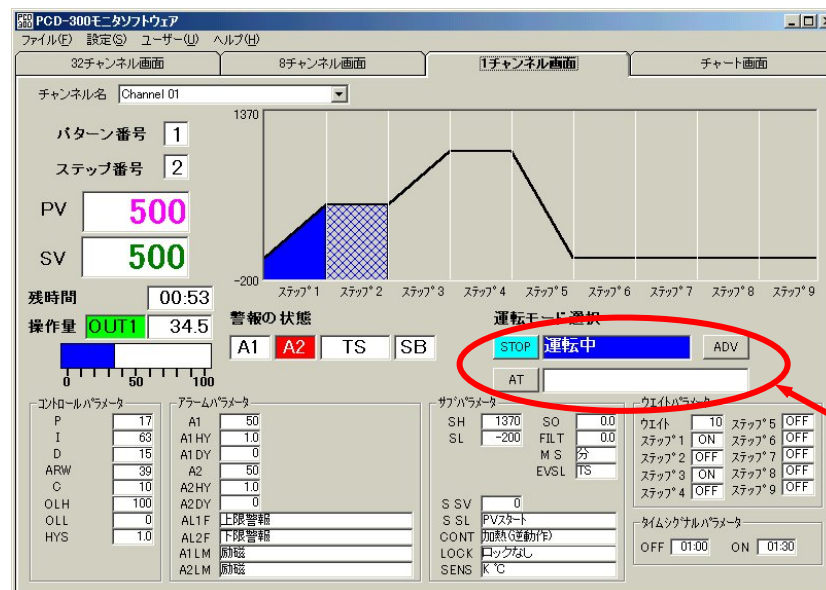 PCD-300モニタソフトウェア
ファイル(F) 設定(S) ユーザー(U) ヘルプ(H)
32チャンネル画面 8チャンネル画面 1チャンネル画面 チャート画面
チャンネル名 Channel 01
パターン番号 1
ステップ番号 2
PV 500
SV 500
残時間 00:53
操作量 OUT1 34.5
0 50 100
1370
-200
ステップ1 ステップ2 ステップ3 ステップ4 ステップ5 ステップ6 ステップ7 ステップ8 ステップ9
警報の状態
A1 A2 TS SB
運転モード選択
STOP 運転中 ADV
AT
コントロールパラメータ
P 17
I 63
D 15
ARW 39
C 10
OLH 100
OLL 0
HYS 1.0
アラームパラメータ
A1 50
A1HY 1.0
A1DY 0
A2 50
A2HY 1.0
A2DY 0
AL1F 上限警報
AL2F 下限警報
A1LM 励磁
A2LM 励磁
サブパラメータ
SH 1370 SO 0.0
SL -200 FILT 0.0
MS 分
EVSL TS
S SV 0
S SL PVスタート
CONT 加熱(逆動作)
LOCK ロックなし
SENS K ℃
ウエイトパラメータ
ウエイト 10 ステップ5 OFF
ステップ1 ON ステップ6 OFF
ステップ2 OFF ステップ7 OFF
ステップ3 ON ステップ8 OFF
ステップ4 OFF ステップ9 OFF
タイムシグナルパラメータ
OFF 01:00 ON 01:30